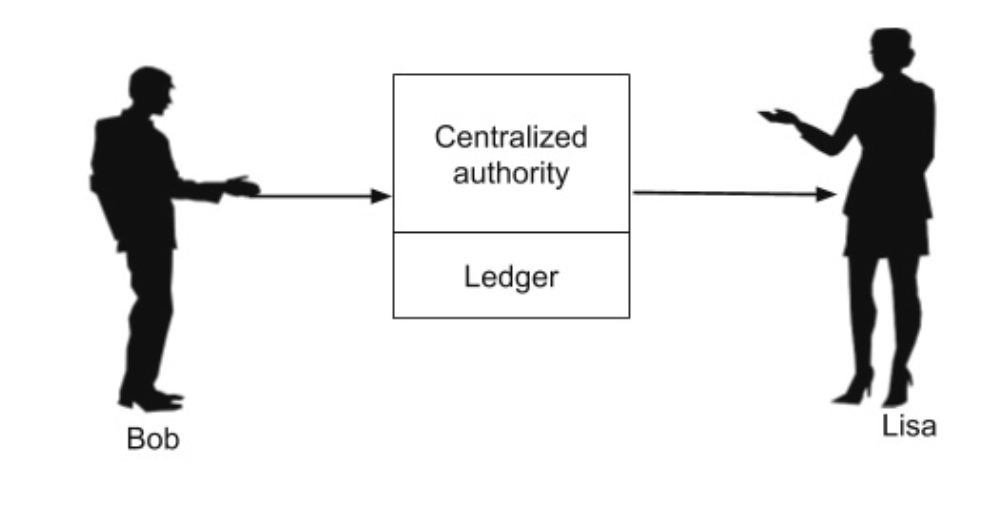 Centralized
authority
Ledger
Bob
Lisa